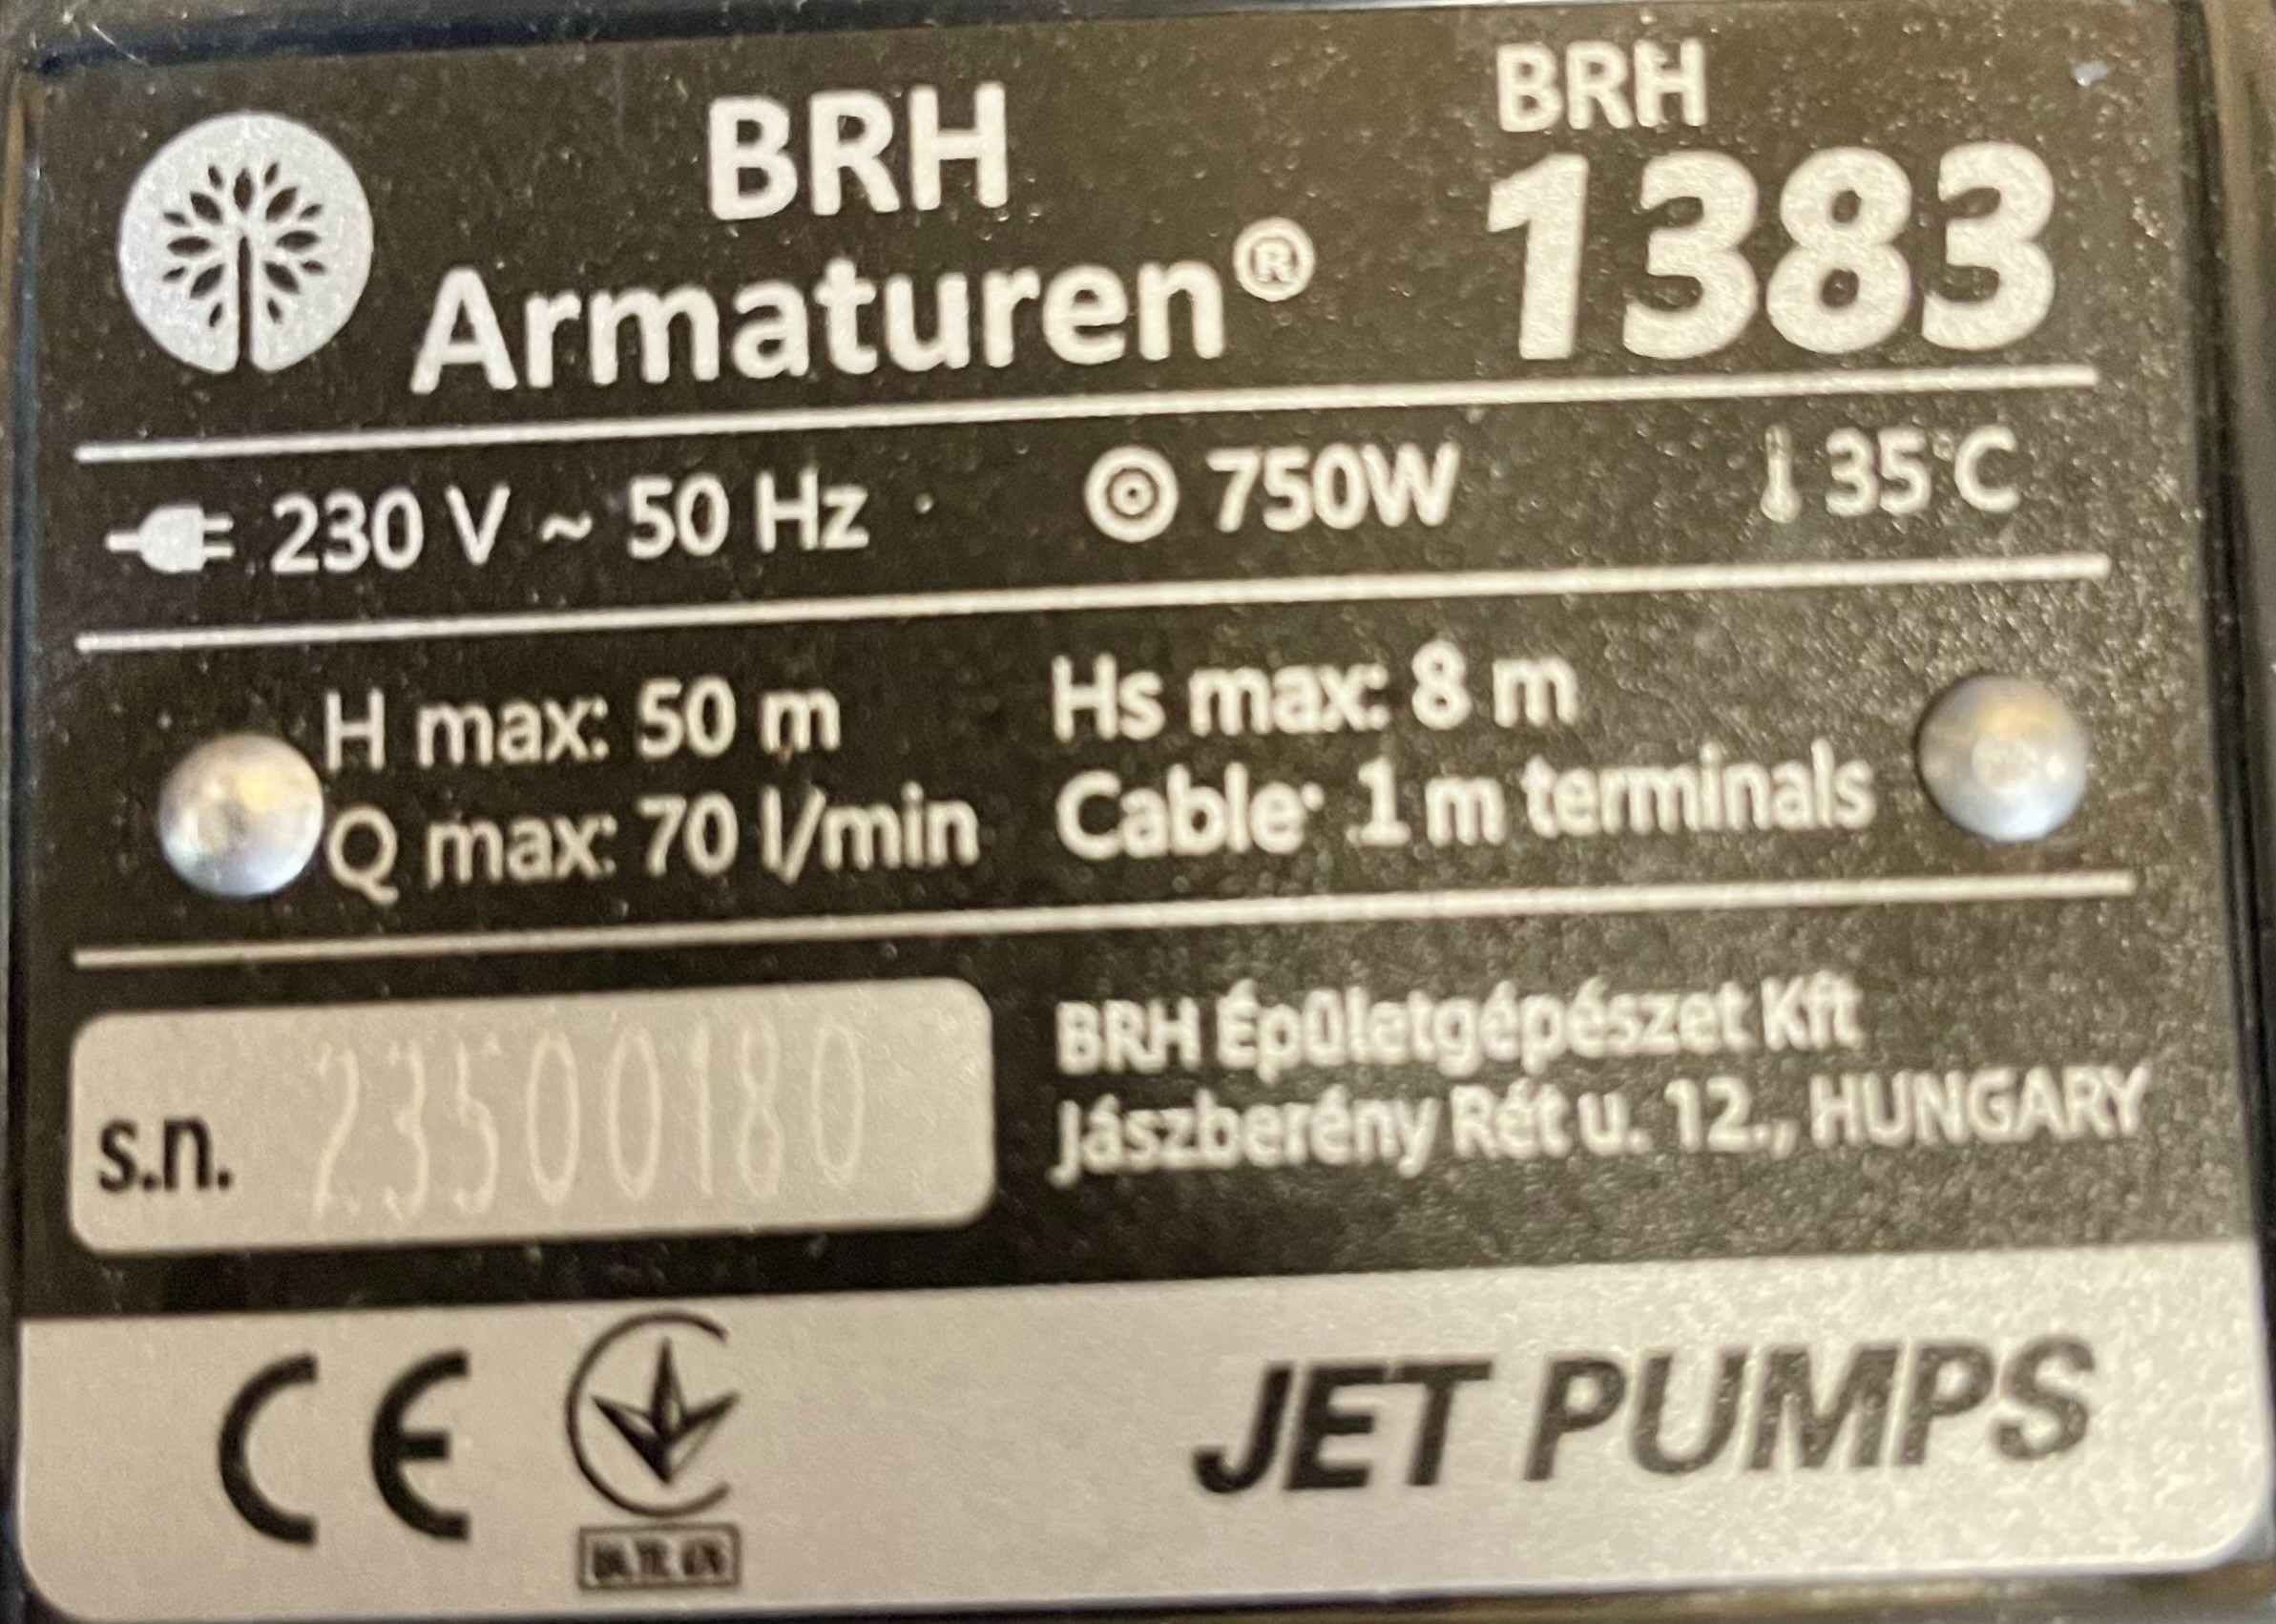 BRH
Armaturen®
BRH
1383
230 V ~ 50 Hz
750W
35°C
H max: 50 m
Q max: 70 l/min
Hs max: 8 m
Cable: 1 m terminals
s.n. 23500180
BRH Épületgépészet Kft
Jászberény Rét u. 12., HUNGARY
CE
JET PUMPS